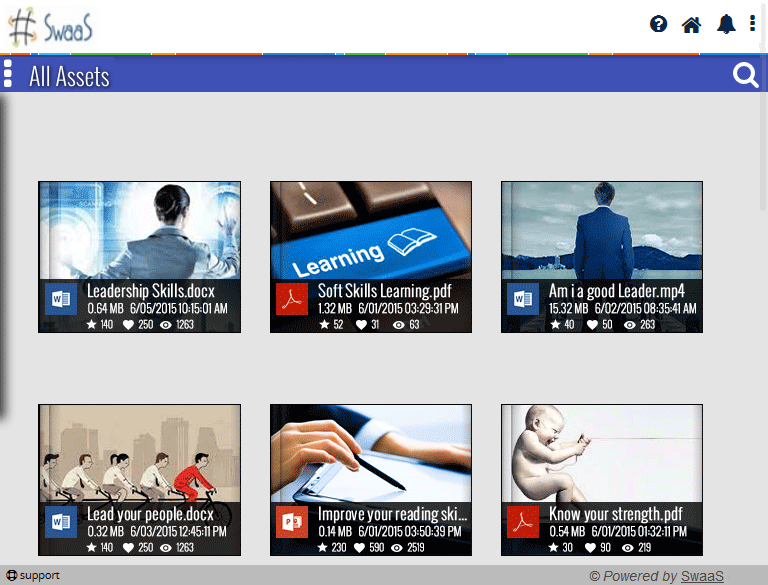 # SwaaS
All Assets
SCANNING
Leadership Skills.docx
0.64 MB 6/05/2015 10:15:01 AM
140 250 1263
Learning
Soft Skills Learning.pdf
1.32 MB 6/01/2015 03:29:31 PM
52 31 63
Am i a good Leader.mp4
15.32 MB 6/02/2015 08:35:41 AM
40 50 263
Lead your people.docx
0.32 MB 6/03/2015 12:45:11 PM
140 250 1263
Improve your reading ski...
0.14 MB 6/01/2015 03:50:39 PM
230 590 2519
Know your strength.pdf
0.54 MB 6/01/2015 01:32:11 PM
30 90 219
support
© Powered by SwaaS